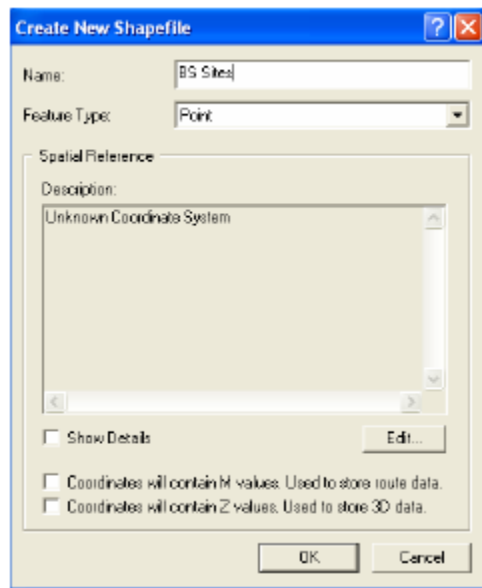 Create New Shapefile
Name: BS Sites
Feature Type: Point
Spatial Reference
Description:
Unknown Coordinate System
Show Details
Edit...
Coordinates will contain M values. Used to store route data.
Coordinates will contain Z values. Used to store 3D data.
OK
Cancel